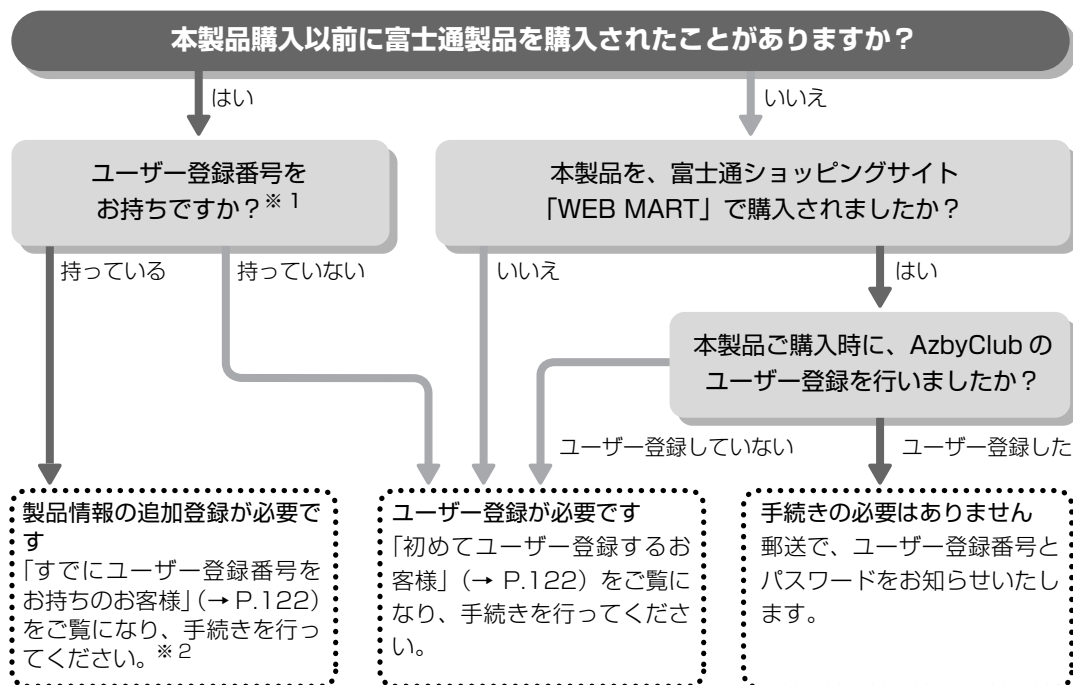 本製品購入以前に富士通製品を購入されたことがありますか？
はい
いいえ
ユーザー登録番号を
お持ちですか？※1
本製品を、富士通ショッピングサイト
「WEB MART」で購入されましたか？
持っている
持っていない
いいえ
はい
本製品ご購入時に、AzbyClub の
ユーザー登録を行いましたか？
ユーザー登録していない
ユーザー登録した
製品情報の追加登録が必要で
す
「すでにユーザー登録番号を
お持ちのお客様」（→ P.122）
をご覧になり、手続きを行っ
てください。※2
ユーザー登録が必要です
「初めてユーザー登録するお
客様」（→ P.122）をご覧に
なり、手続きを行ってくださ
い。
手続きの必要はありません
郵送で、ユーザー登録番号と
パスワードをお知らせいたし
ます。